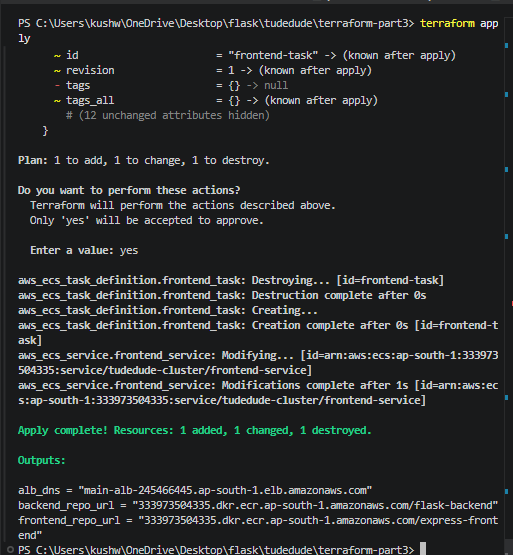 PS C:\Users\kushw\OneDrive\Desktop\flask\tudedude\terraform-part3> terraform app
ly
~ id = "frontend-task" -> (known after apply)
~ revision = 1 -> (known after apply)
- tags = {} -> null
~ tags_all = {} -> (known after apply)
# (12 unchanged attributes hidden)
}
Plan: 1 to add, 1 to change, 1 to destroy.
Do you want to perform these actions?
Terraform will perform the actions described above.
Only 'yes' will be accepted to approve.
Enter a value: yes
aws_ecs_task_definition.frontend_task: Destroying... [id=frontend-task]
aws_ecs_task_definition.frontend_task: Destruction complete after 0s
aws_ecs_task_definition.frontend_task: Creating...
aws_ecs_task_definition.frontend_task: Creation complete after 0s [id=frontend-t
ask]
aws_ecs_service.frontend_service: Modifying... [id=arn:aws:ecs:ap-south-1:333973
504335:service/tudedude-cluster/frontend-service]
aws_ecs_service.frontend_service: Modifications complete after 1s [id=arn:aws:ec
s:ap-south-1:333973504335:service/tudedude-cluster/frontend-service]
Apply complete! Resources: 1 added, 1 changed, 1 destroyed.
Outputs:
alb_dns = "main-alb-245466445.ap-south-1.elb.amazonaws.com"
backend_repo_url = "333973504335.dkr.ecr.ap-south-1.amazonaws.com/flask-backend"
frontend_repo_url = "333973504335.dkr.ecr.ap-south-1.amazonaws.com/express-front
end"
PS C:\Users\kushw\OneDrive\Desktop\flask\tudedude\terraform-part3>